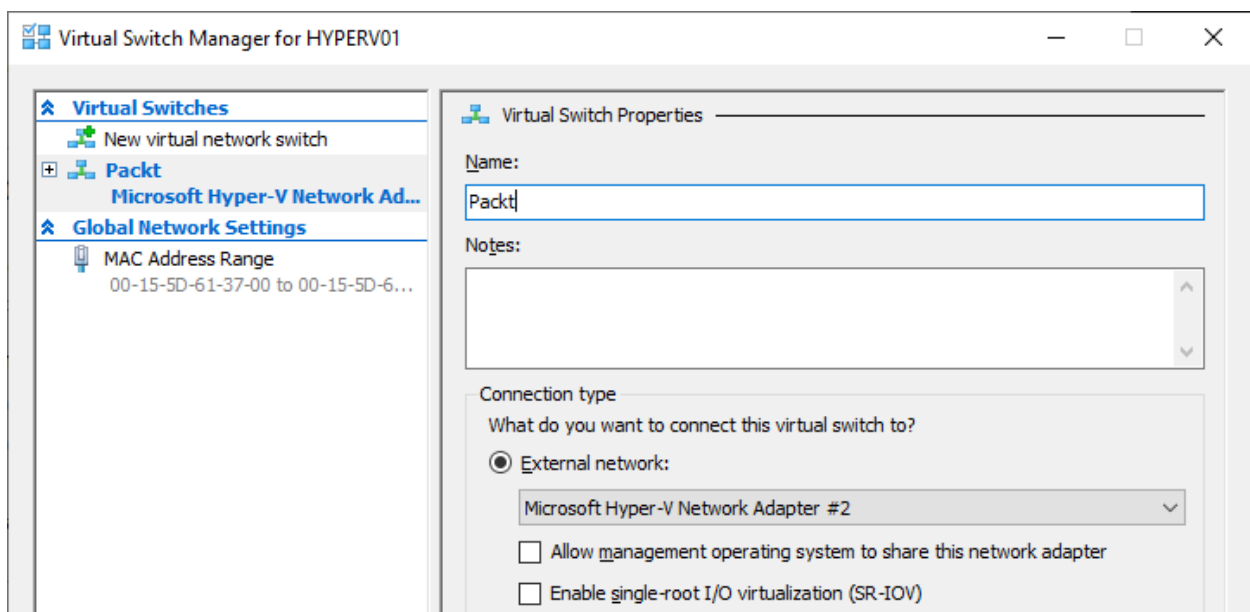 Virtual Switch Manager for HYPERV01
Virtual Switches
New virtual network switch
Packt
Microsoft Hyper-V Network Ad...
Global Network Settings
MAC Address Range
00-15-5D-61-37-00 to 00-15-5D-6...
Virtual Switch Properties
Name:
Packt
Notes:
Connection type
What do you want to connect this virtual switch to?
External network:
Microsoft Hyper-V Network Adapter #2
Allow management operating system to share this network adapter
Enable single-root I/O virtualization (SR-IOV)